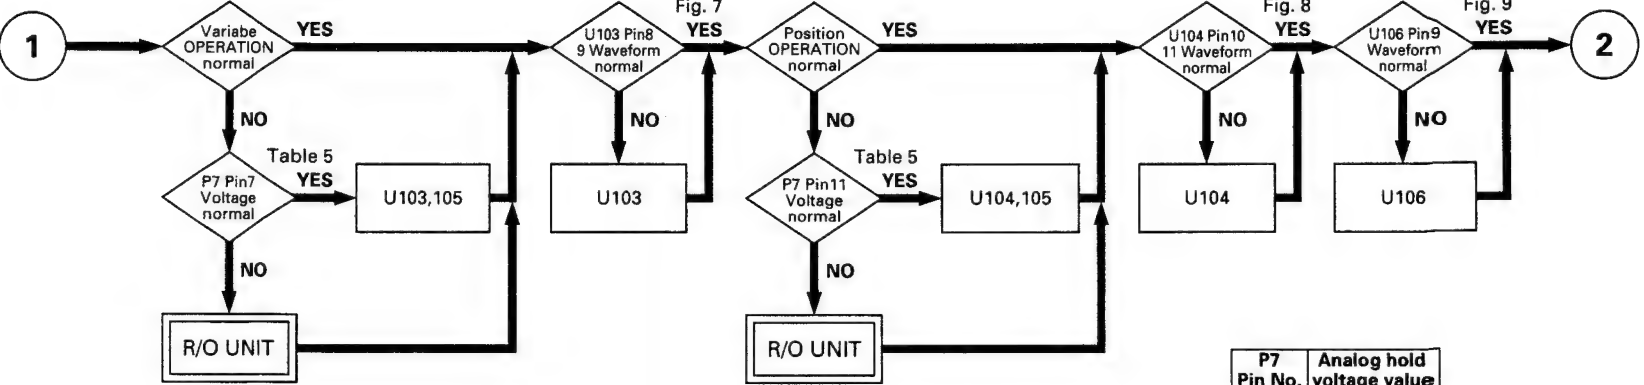 1
Variabe
OPERATION
normal
YES
NO
P7 Pin7
Voltage
normal
Table 5
YES
U103,105
NO
R/O UNIT
U103 Pin8
9 Waveform
normal
Fig. 7
YES
NO
U103
Position
OPERATION
normal
YES
NO
P7 Pin11
Voltage
normal
Table 5
YES
U104,105
NO
R/O UNIT
U104 Pin10
11 Waveform
normal
Fig. 8
YES
NO
U104
U106 Pin9
Waveform
normal
Fig. 9
YES
NO
U106
2
P7 Analog hold
Pin No. voltage value